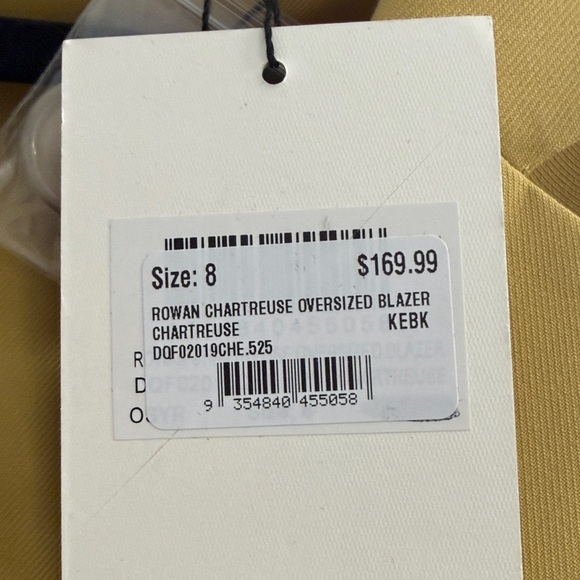 Size: 8 $169.99
ROWAN CHARTREUSE OVERSIZED BLAZER
CHARTREUSE KEBK
DQF02019CHE.525
9 354840 455058